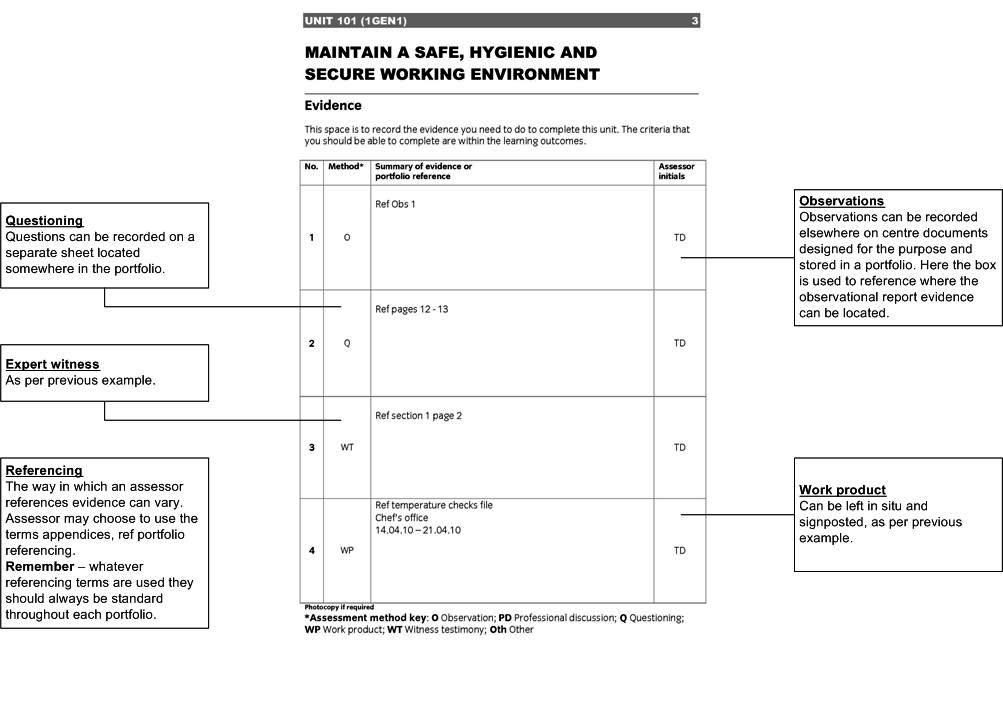 UNIT 101 (1GEN1) 3
MAINTAIN A SAFE, HYGIENIC AND
SECURE WORKING ENVIRONMENT
Evidence
This space is to record the evidence you need to do to complete this unit. The criteria that
you should be able to complete are within the learning outcomes.
No. Method* Summary of evidence or
portfolio reference
Assessor
initials
Ref Obs 1
1 O TD
Ref pages 12 - 13
2 Q TD
Ref section 1 page 2
3 WT TD
Ref temperature checks file
Chef's office
14.04.10 – 21.04.10
4 WP TD
Photocopy if required
*Assessment method key: O Observation; PD Professional discussion; Q Questioning;
WP Work product; WT Witness testimony; Oth Other
Questioning
Questions can be recorded on a
separate sheet located
somewhere in the portfolio.
Expert witness
As per previous example.
Referencing
The way in which an assessor
references evidence can vary.
Assessor may choose to use the
terms appendices, ref portfolio
referencing.
Remember – whatever
referencing terms are used they
should always be standard
throughout each portfolio.
Observations
Observations can be recorded
elsewhere on centre documents
designed for the purpose and
stored in a portfolio. Here the box
is used to reference where the
observational report evidence
can be located.
Work product
Can be left in situ and
signposted, as per previous
example.